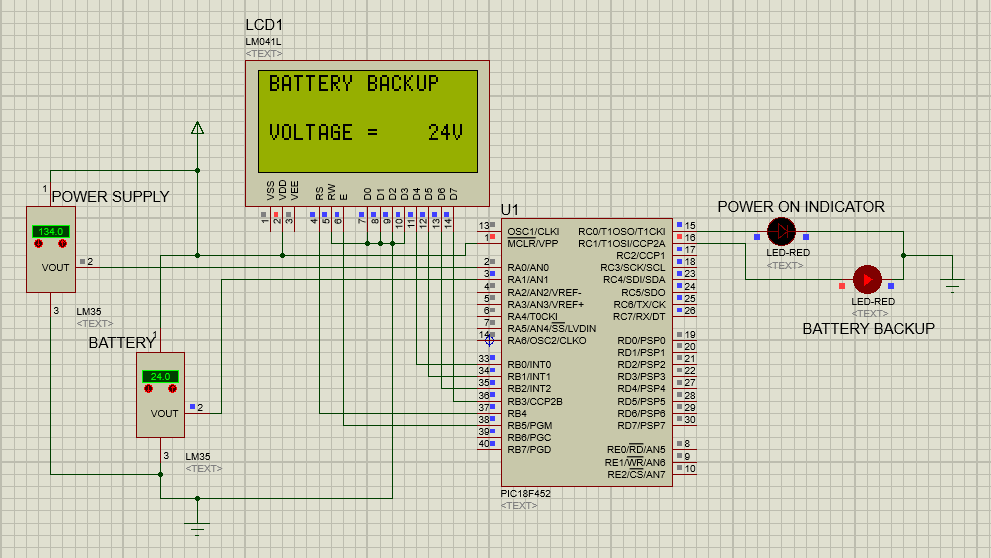 LCD1
LM041L
<TEXT>
BATTERY BACKUP
VOLTAGE = 24V
VSS VDD VEE RS RW E D0 D1 D2 D3 D4 D5 D6 D7
1 2 3 4 5 6 7 8 9 10 11 12 13 14
1
POWER SUPPLY
134.0
VOUT 2
3
LM35
<TEXT>
BATTERY
1
24.0
VOUT 2
3
LM35
<TEXT>
U1
13 OSC1/CLKI RC0/T1OSO/T1CKI 15
1 MCLR/VPP RC1/T1OSI/CCP2A 16
RC2/CCP1 17
2 RA0/AN0 RC3/SCK/SCL 18
3 RA1/AN1 RC4/SDI/SDA 23
4 RA2/AN2/VREF- RC5/SDO 24
5 RA3/AN3/VREF+ RC6/TX/CK 25
6 RA4/T0CKI RC7/RX/DT 26
7 RA5/AN4/SS/LVDIN
14 RA6/OSC2/CLKO RD0/PSP0 19
RD1/PSP1 20
33 RB0/INT0 RD2/PSP2 21
34 RB1/INT1 RD3/PSP3 22
35 RB2/INT2 RD4/PSP4 27
36 RB3/CCP2B RD5/PSP5 28
37 RB4 RD6/PSP6 29
38 RB5/PGM RD7/PSP7 30
39 RB6/PGC
40 RB7/PGD RE0/RD/AN5 8
RE1/WR/AN6 9
RE2/CS/AN7 10
PIC18F452
<TEXT>
POWER ON INDICATOR
LED-RED
<TEXT>
LED-RED
<TEXT>
BATTERY BACKUP